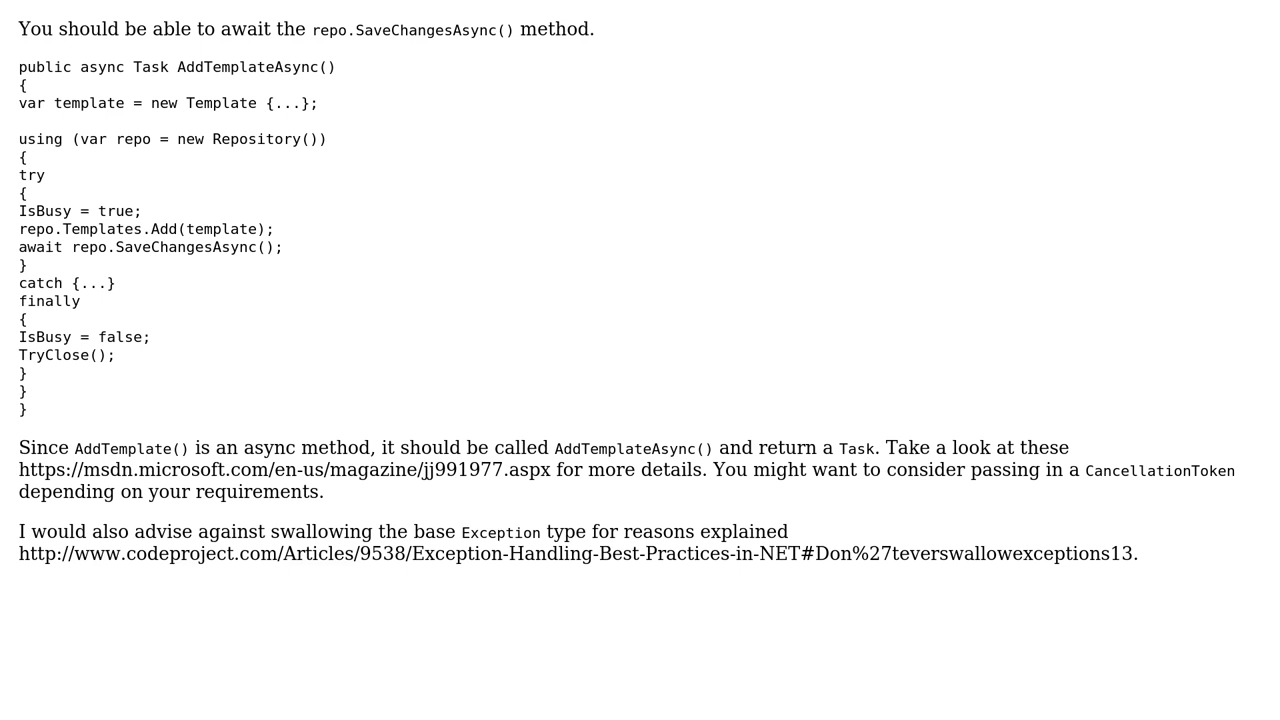 You should be able to await the repo.SaveChangesAsync() method.
public async Task AddTemplateAsync()
{
var template = new Template {...};
using (var repo = new Repository())
{
try
{
IsBusy = true;
repo.Templates.Add(template);
await repo.SaveChangesAsync();
}
catch {...}
finally
{
IsBusy = false;
TryClose();
}
}
}
Since AddTemplate() is an async method, it should be called AddTemplateAsync() and return a Task. Take a look at these
https://msdn.microsoft.com/en-us/magazine/jj991977.aspx for more details. You might want to consider passing in a CancellationToken
depending on your requirements.
I would also advise against swallowing the base Exception type for reasons explained
http://www.codeproject.com/Articles/9538/Exception-Handling-Best-Practices-in-NET#Don%27teverswallowexceptions13.